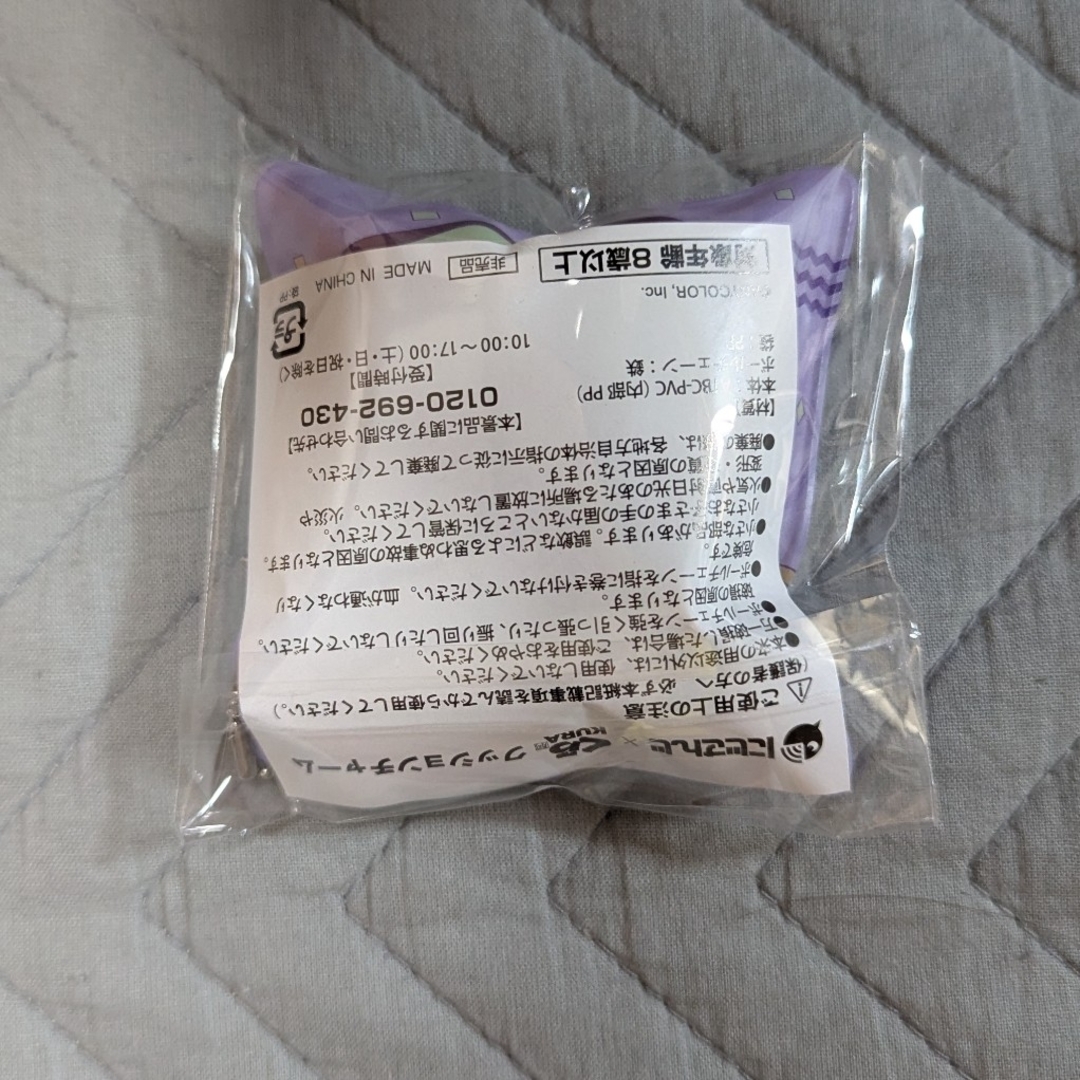 にじさんじ × くら寿司 KURA クッションチャーム
ご使用上の注意
(保護者の方へ 必ず本紙記載事項を読んでから使用してください。)
●本来の用途以外には、使用しないでください。
●万一破損した場合は、ご使用をおやめください。
●ボールチェーンを強く引っ張ったり、振り回したりしないでください。
破損の原因となります。
●ボールチェーンを指に巻き付けないでください。血が通わなくなり
危険です。
●小さな部品があります。誤飲などによる思わぬ事故の原因となります。
小さなお子さまの手の届かないところに保管してください。
●火気や直射日光のあたる場所に放置しないでください。火災や
変形・変質の原因となります。
●廃棄の際は、各地方自治体の指示に従って廃棄してください。
【材質】
本体：NBC-PVC (内部PP)
ボールチェーン：鉄
袋：PP
【本景品に関するお問い合わせ先】
0120-692-430
【受付時間】
10:00～17:00 (土・日・祝日を除く)
プラ
袋:PP
©ANYCOLOR, Inc.
対象年齢 8歳以上
非売品
MADE IN CHINA